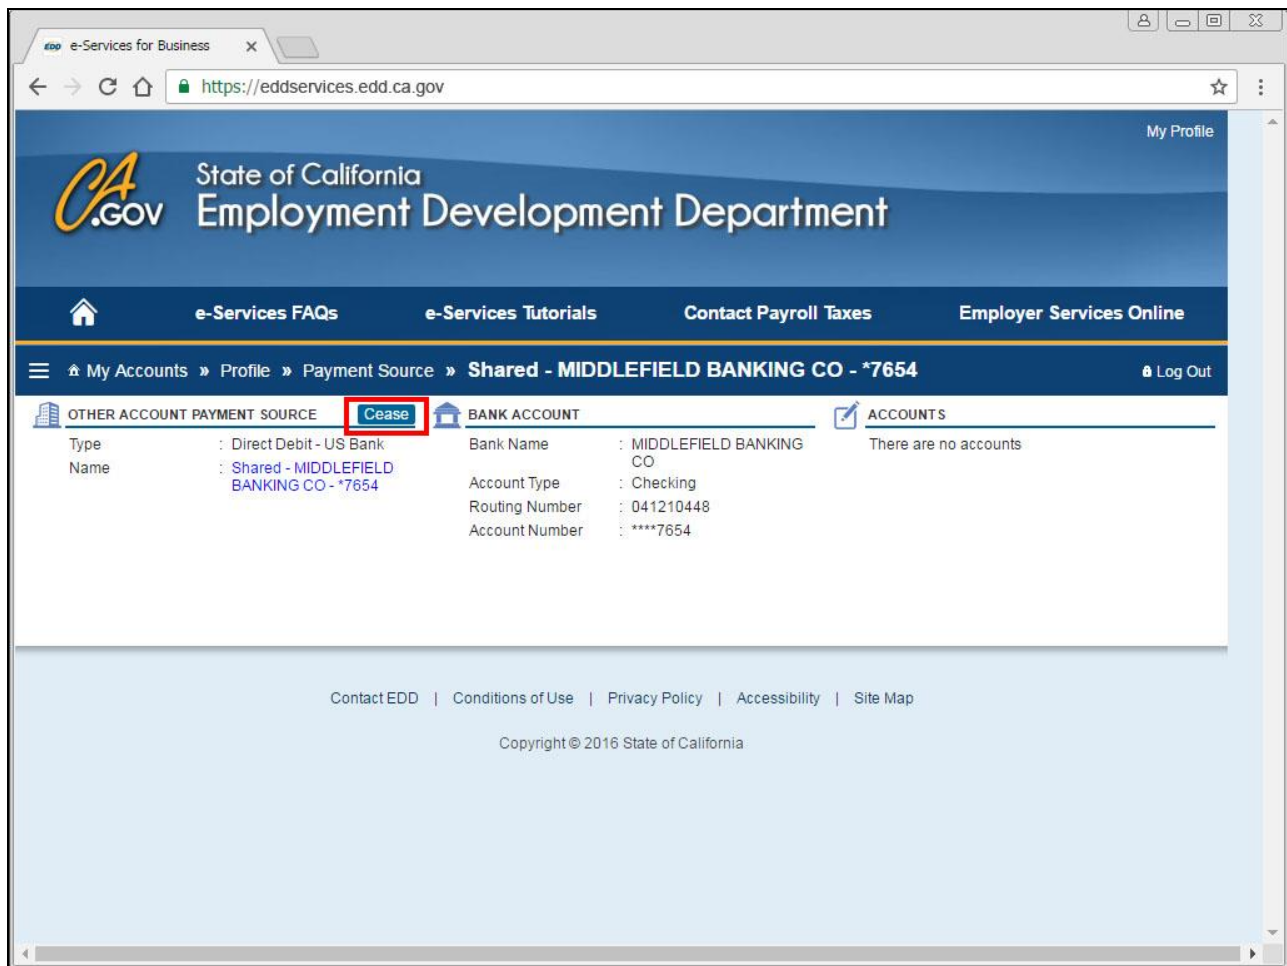 EDD e-Services for Business
https://eddservices.edd.ca.gov
My Profile
CA.GOV
State of California
Employment Development Department
e-Services FAQs e-Services Tutorials Contact Payroll Taxes Employer Services Online
My Accounts » Profile » Payment Source » Shared - MIDDLEFIELD BANKING CO - *7654 Log Out
OTHER ACCOUNT PAYMENT SOURCE Cease
Type : Direct Debit - US Bank
Name : Shared - MIDDLEFIELD
BANKING CO - *7654
BANK ACCOUNT
Bank Name : MIDDLEFIELD BANKING
CO
Account Type : Checking
Routing Number : 041210448
Account Number : ****7654
ACCOUNTS
There are no accounts
Contact EDD | Conditions of Use | Privacy Policy | Accessibility | Site Map
Copyright © 2016 State of California